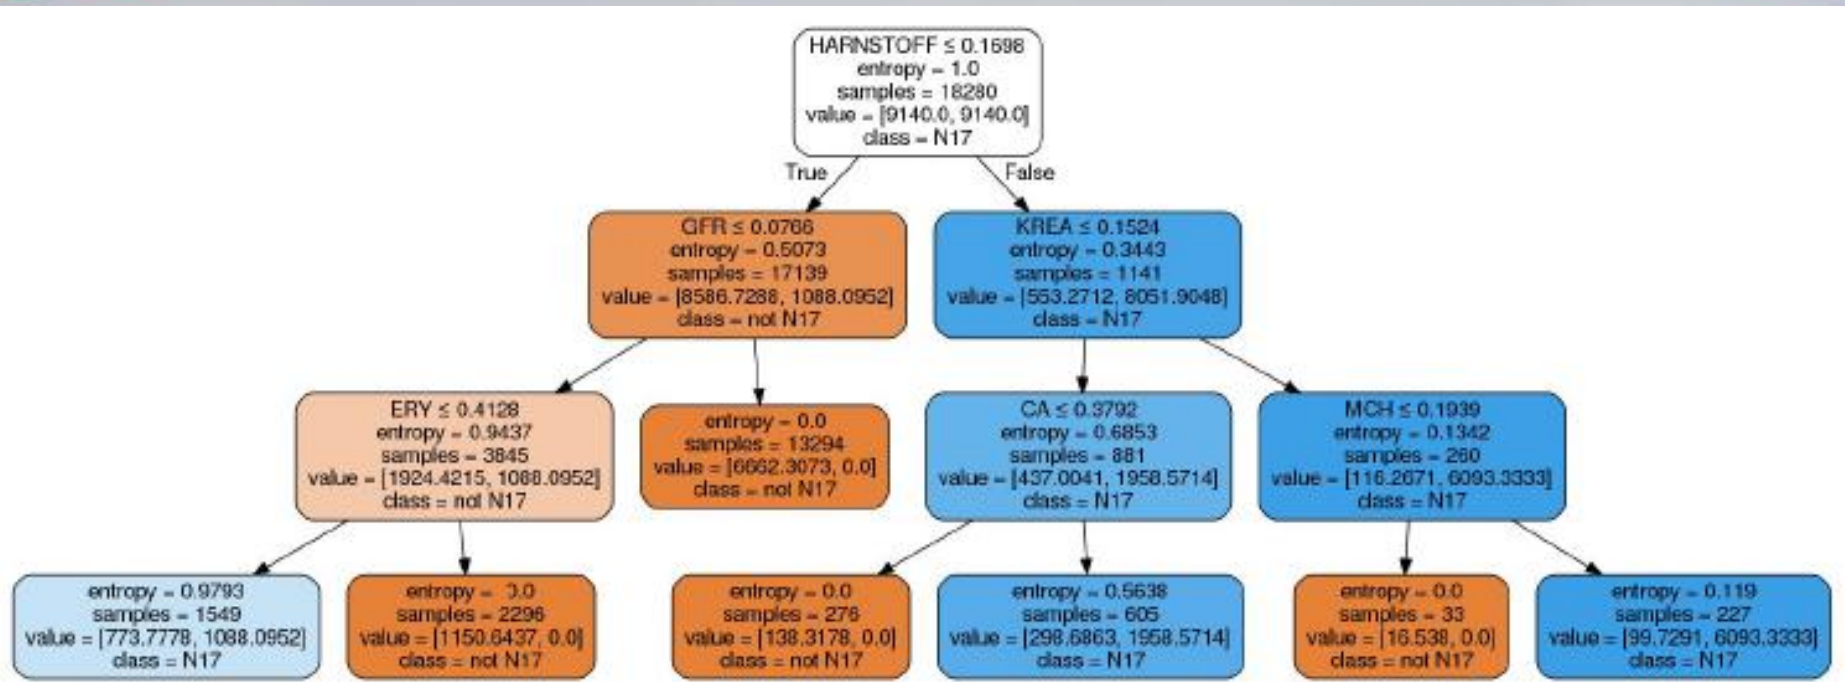 HARNSTOFF ≤ 0.1698
entropy = 1.0
samples = 18280
value = [9140.0, 9140.0]
class = N17
True
False
GFR ≤ 0.0766
entropy = 0.5073
samples = 17139
value = [8586.7288, 1088.0952]
class = not N17
KREA ≤ 0.1524
entropy = 0.3443
samples = 1141
value = [553.2712, 8051.9048]
class = N17
ERY ≤ 0.4128
entropy = 0.9437
samples = 3845
value = [1924.4215, 1088.0952]
class = not N17
entropy = 0.0
samples = 13294
value = [6662.3073, 0.0]
class = not N17
CA ≤ 0.3792
entropy = 0.6853
samples = 881
value = [437.0041, 1958.5714]
class = N17
MCH ≤ 0.1939
entropy = 0.1342
samples = 260
value = [116.2671, 6093.3333]
class = N17
entropy = 0.9793
samples = 1549
value = [773.7778, 1088.0952]
class = N17
entropy = 0.0
samples = 2296
value = [1150.6437, 0.0]
class = not N17
entropy = 0.0
samples = 276
value = [138.3178, 0.0]
class = not N17
entropy = 0.5638
samples = 605
value = [298.6863, 1958.5714]
class = N17
entropy = 0.0
samples = 33
value = [16.538, 0.0]
class = not N17
entropy = 0.119
samples = 227
value = [99.7291, 6093.3333]
class = N17